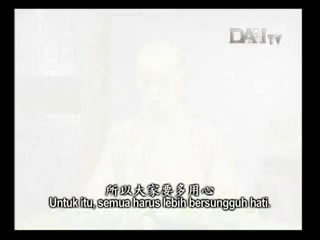 DAAI TV
所以大家要多用心
Untuk itu, semua harus lebih bersungguh hati.